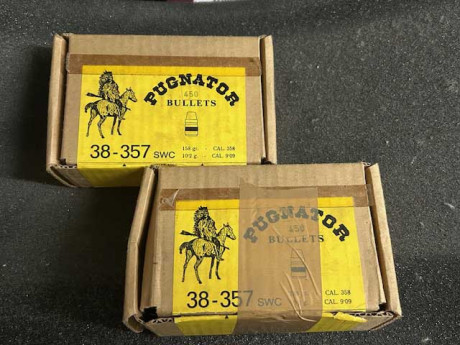 PUGNATOR
450
BULLETS
38-357 SWC
158 gr. - CAL. 358
10'2 g. - CAL. 9'09
PUGNATOR
450
BULLETS
38-357 SWC
CAL. 358
CAL. 9'09